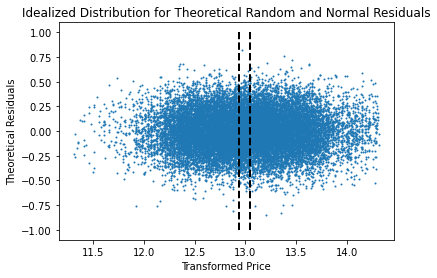 Idealized Distribution for Theoretical Random and Normal Residuals
1.00
0.75
0.50
0.25
0.00
−0.25
−0.50
−0.75
−1.00
Theoretical Residuals
11.5 12.0 12.5 13.0 13.5 14.0
Transformed Price